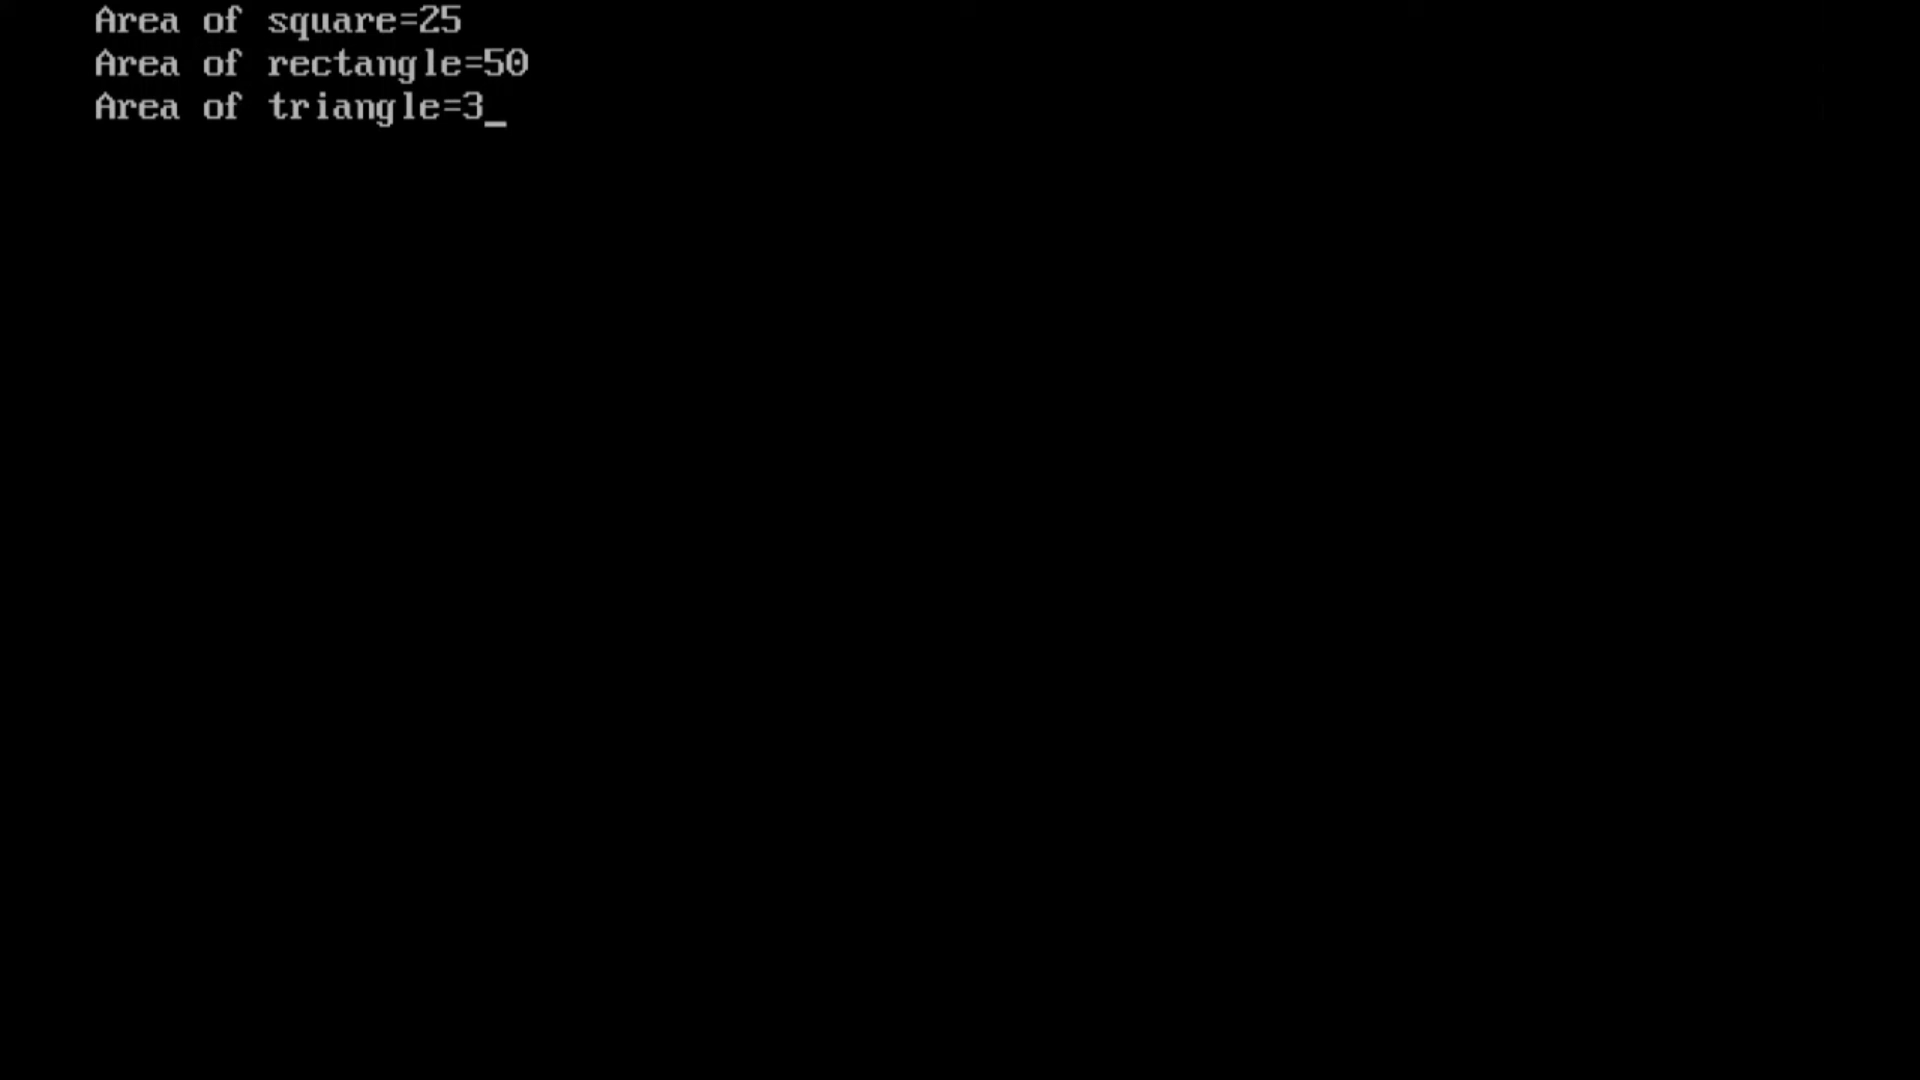 Area of square=25
Area of rectangle=50
Area of triangle=3_